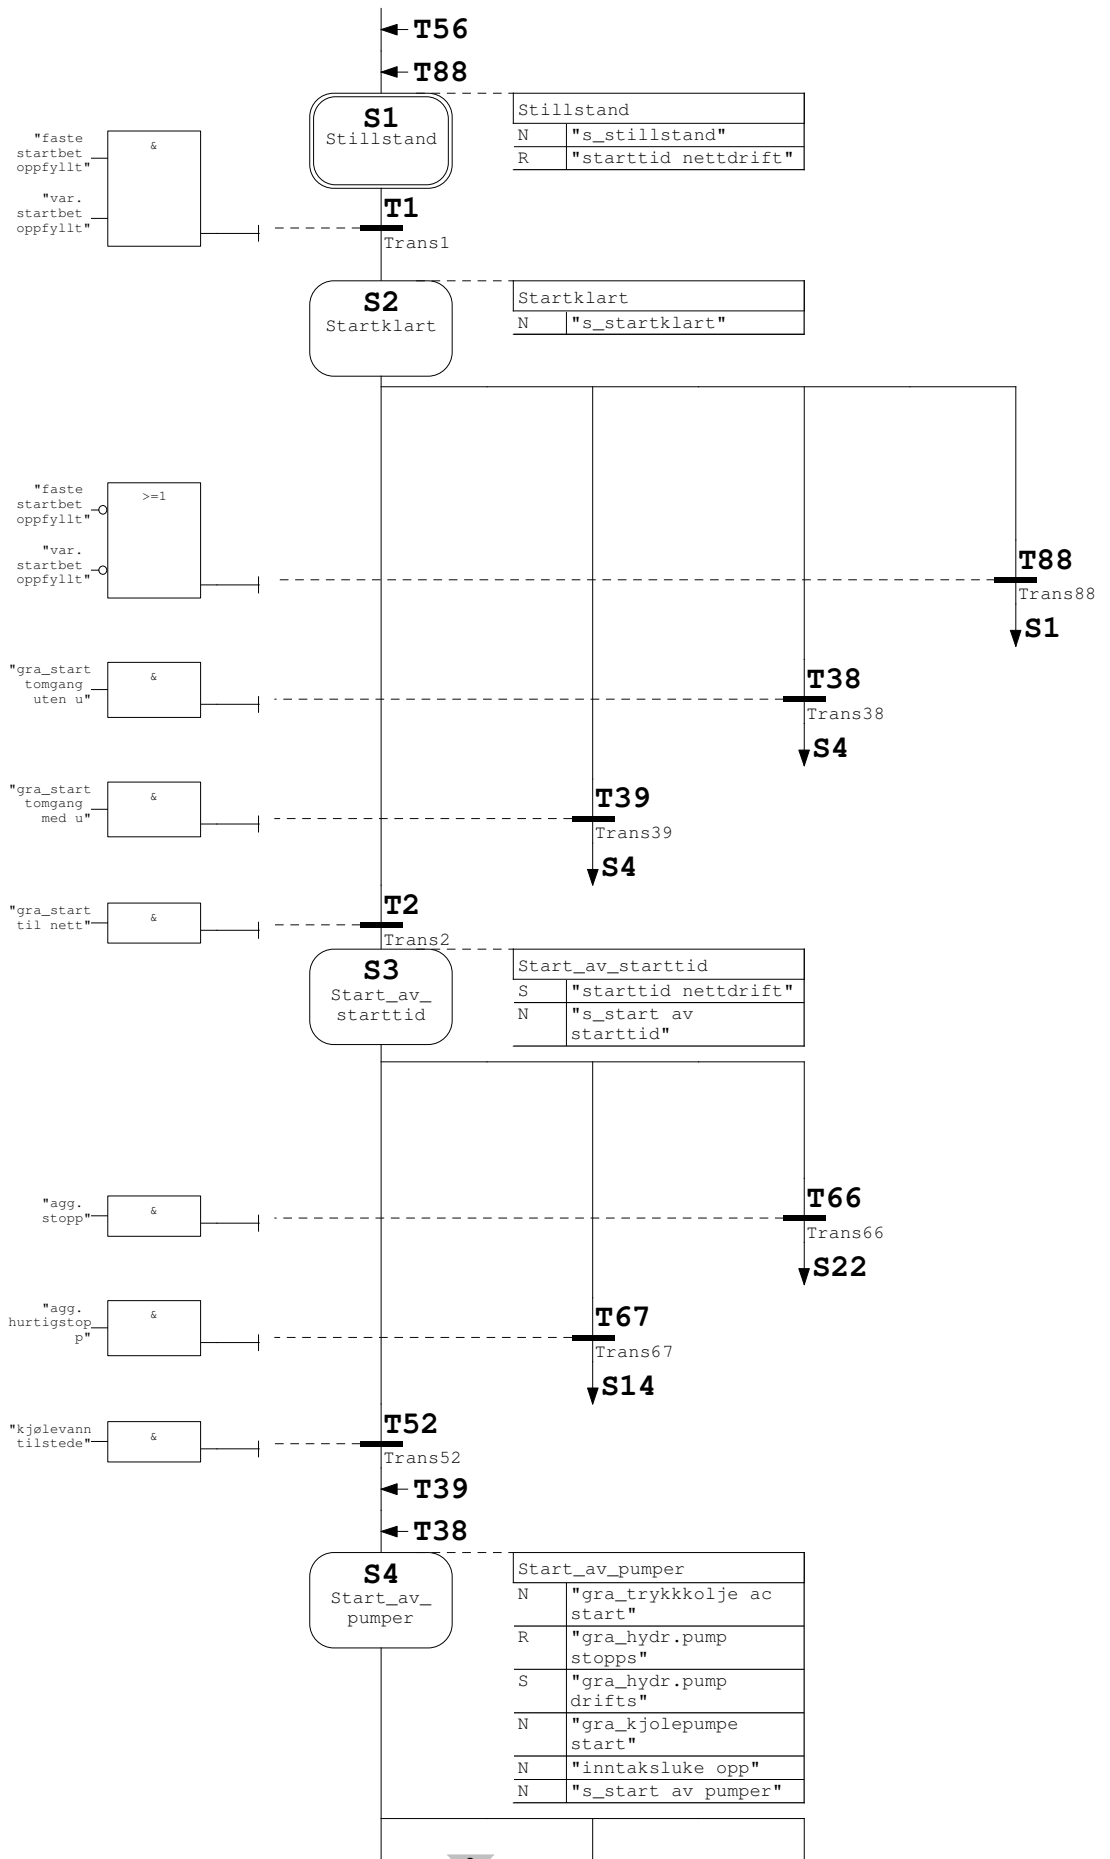 T56
T88
S1
Stillstand
Stillstand
N "s_stillstand"
R "starttid nettdrift"
"faste
startbet
oppfyllt"
&
"var.
startbet
oppfyllt"
T1
Trans1
S2
Startklart
Startklart
N "s_startklart"
"faste
startbet
oppfyllt"
>=1
"var.
startbet
oppfyllt"
T88
Trans88
S1
"gra_start
tomgang
uten u"
&
T38
Trans38
S4
"gra_start
tomgang
med u"
&
T39
Trans39
S4
"gra_start
til nett"
&
T2
Trans2
S3
Start_av_
starttid
Start_av_starttid
S "starttid nettdrift"
N "s_start av
starttid"
"agg.
stopp"
&
T66
Trans66
S22
"agg.
hurtigstop
p"
&
T67
Trans67
S14
"kjølevann
tilstede"
&
T52
Trans52
T39
T38
S4
Start_av_
pumper
Start_av_pumper
N "gra_trykkkolje ac
start"
R "gra_hydr.pump
stopps"
S "gra_hydr.pump
drifts"
N "gra_kjolepumpe
start"
N "inntaksluke opp"
N "s_start av pumper"